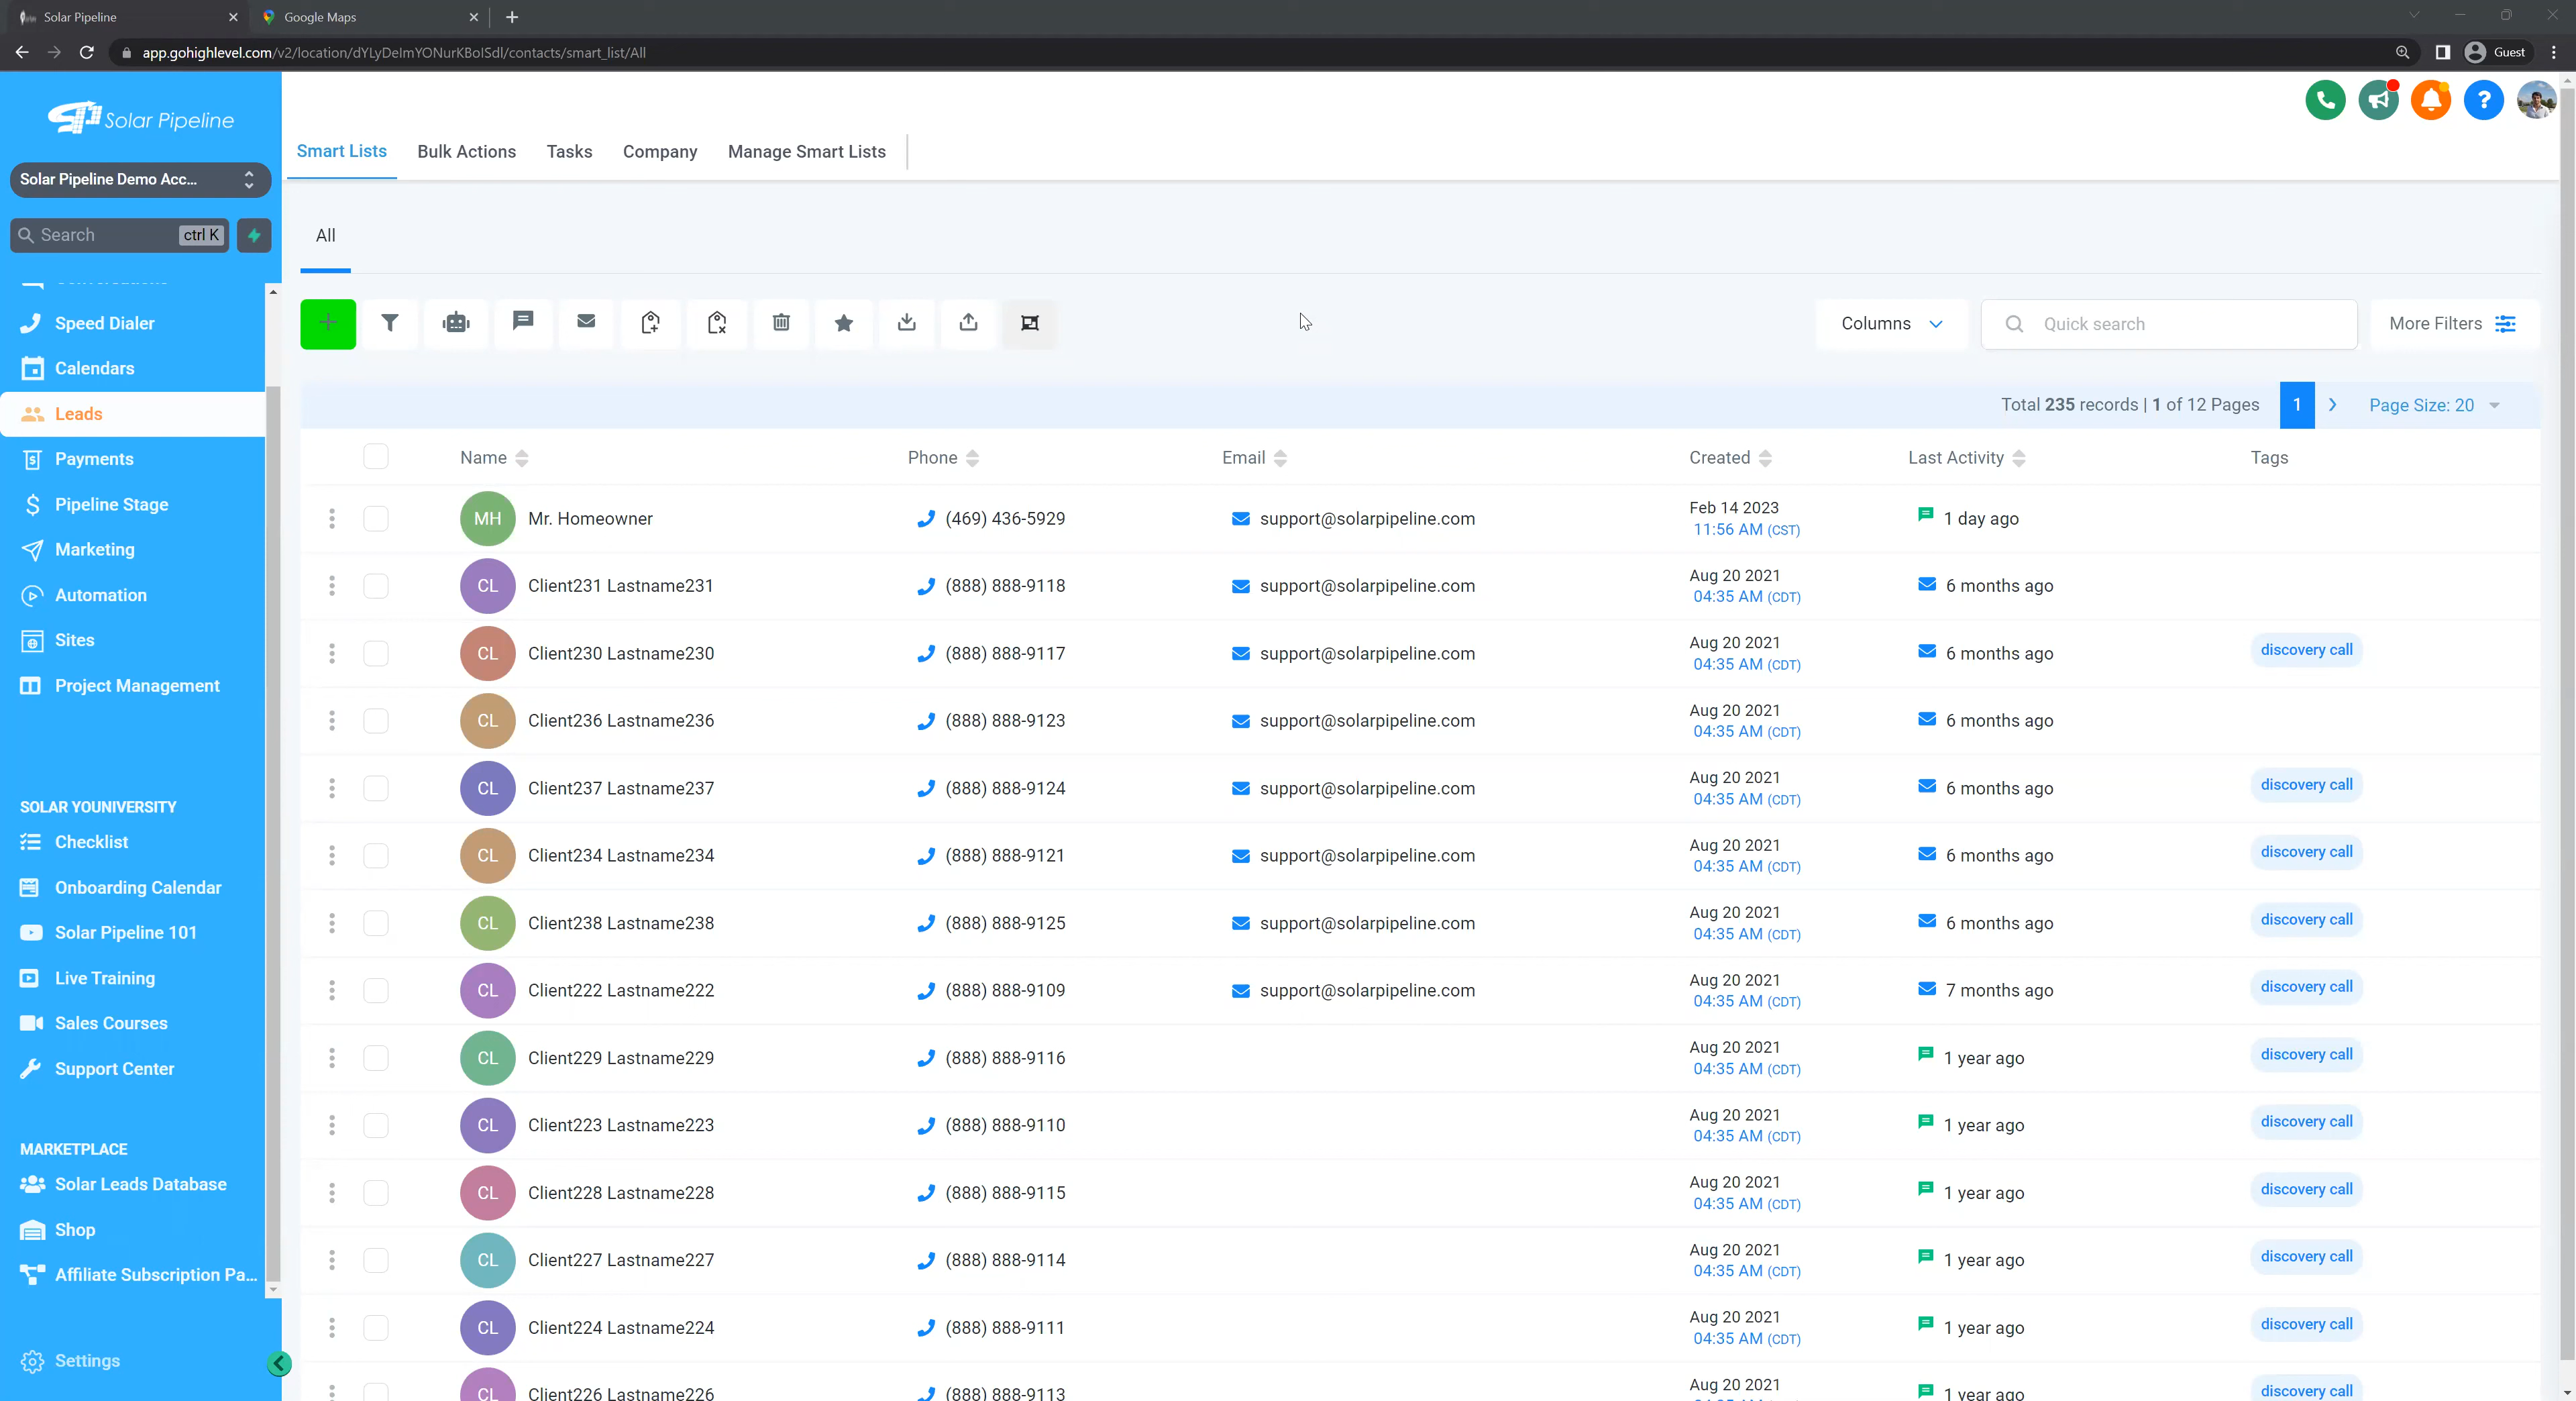 Solar Pipeline
Google Maps
app.gohighlevel.com/v2/location/dYLyDeImYONurKBoISdl/contacts/smart_list/All
Guest
Solar Pipeline
Solar Pipeline Demo Acc...
Search ctrl K
Speed Dialer
Calendars
Leads
Payments
Pipeline Stage
Marketing
Automation
Sites
Project Management
SOLAR YOUNIVERSITY
Checklist
Onboarding Calendar
Solar Pipeline 101
Live Training
Sales Courses
Support Center
MARKETPLACE
Solar Leads Database
Shop
Affiliate Subscription Pa...
Settings
Smart Lists Bulk Actions Tasks Company Manage Smart Lists
All
Columns Quick search More Filters
Total 235 records | 1 of 12 Pages 1 Page Size: 20
Name Phone Email Created Last Activity Tags
MH Mr. Homeowner (469) 436-5929 support@solarpipeline.com Feb 14 2023 1 day ago
11:56 AM (CST)
CL Client231 Lastname231 (888) 888-9118 support@solarpipeline.com Aug 20 2021 6 months ago
04:35 AM (CDT)
CL Client230 Lastname230 (888) 888-9117 support@solarpipeline.com Aug 20 2021 6 months ago discovery call
04:35 AM (CDT)
CL Client236 Lastname236 (888) 888-9123 support@solarpipeline.com Aug 20 2021 6 months ago
04:35 AM (CDT)
CL Client237 Lastname237 (888) 888-9124 support@solarpipeline.com Aug 20 2021 6 months ago discovery call
04:35 AM (CDT)
CL Client234 Lastname234 (888) 888-9121 support@solarpipeline.com Aug 20 2021 6 months ago discovery call
04:35 AM (CDT)
CL Client238 Lastname238 (888) 888-9125 support@solarpipeline.com Aug 20 2021 6 months ago discovery call
04:35 AM (CDT)
CL Client222 Lastname222 (888) 888-9109 support@solarpipeline.com Aug 20 2021 7 months ago discovery call
04:35 AM (CDT)
CL Client229 Lastname229 (888) 888-9116 Aug 20 2021 1 year ago discovery call
04:35 AM (CDT)
CL Client223 Lastname223 (888) 888-9110 Aug 20 2021 1 year ago discovery call
04:35 AM (CDT)
CL Client228 Lastname228 (888) 888-9115 Aug 20 2021 1 year ago discovery call
04:35 AM (CDT)
CL Client227 Lastname227 (888) 888-9114 Aug 20 2021 1 year ago discovery call
04:35 AM (CDT)
CL Client224 Lastname224 (888) 888-9111 Aug 20 2021 1 year ago discovery call
04:35 AM (CDT)
CL Client226 Lastname226 (888) 888-9113 Aug 20 2021 1 year ago discovery call